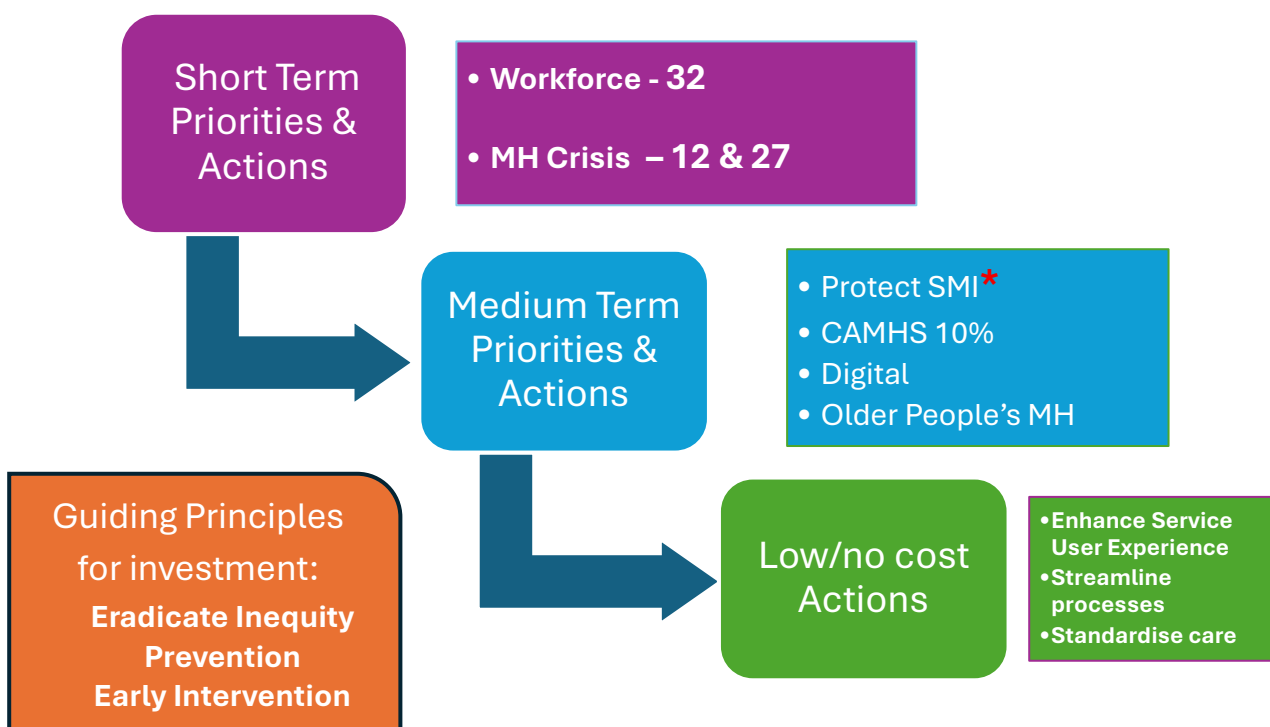 Short Term
Priorities &
Actions
• Workforce - 32
• MH Crisis – 12 & 27
Medium Term
Priorities &
Actions
• Protect SMI*
• CAMHS 10%
• Digital
• Older People’s MH
Guiding Principles
for investment:
Eradicate Inequity
Prevention
Early Intervention
Low/no cost
Actions
•Enhance Service
User Experience
•Streamline
processes
•Standardise care